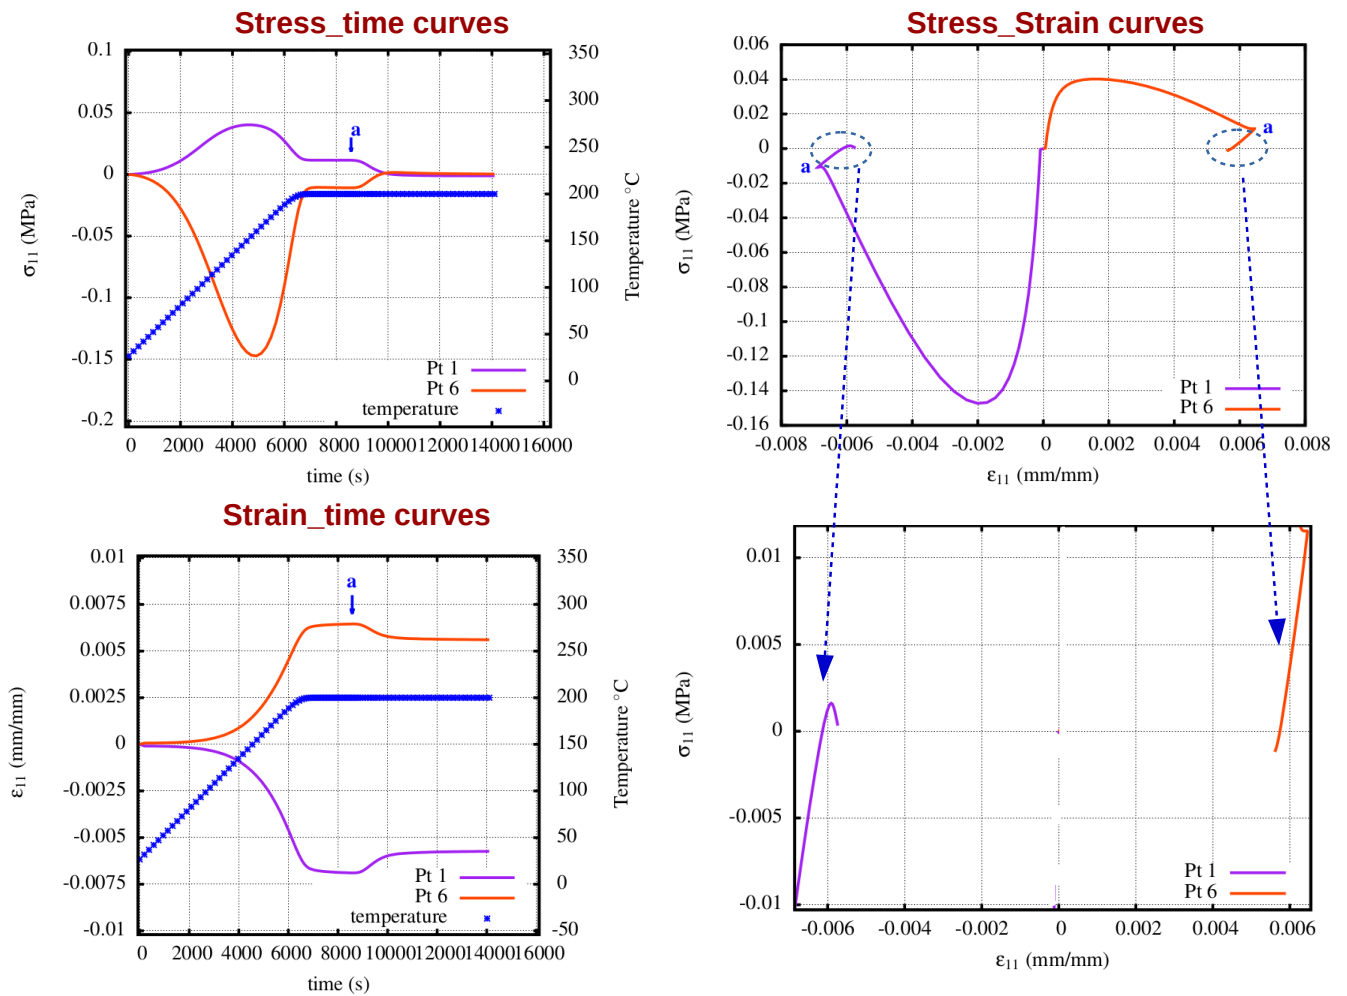 Stress_time curves
0.1
0.05
0
-0.05
-0.1
-0.15
-0.2
σ11 (MPa)
350
300
250
200
150
100
50
0
Temperature °C
a
Pt 1
Pt 6
temperature
0 2000 4000 6000 8000 10000 12000 14000 16000
time (s)
Stress_Strain curves
0.06
0.04
0.02
0
-0.02
-0.04
-0.06
-0.08
-0.1
-0.12
-0.14
-0.16
σ11 (MPa)
a
a
Pt 1
Pt 6
-0.008 -0.006 -0.004 -0.002 0 0.002 0.004 0.006 0.008
ε11 (mm/mm)
Strain_time curves
0.01
0.0075
0.005
0.0025
0
-0.0025
-0.005
-0.0075
-0.01
ε11 (mm/mm)
350
300
250
200
150
100
50
0
-50
Temperature °C
a
Pt 1
Pt 6
temperature
0 2000 4000 6000 8000 10000 12000 14000 16000
time (s)
0.01
0.005
0
-0.005
-0.01
σ11 (MPa)
Pt 1
Pt 6
-0.006 -0.004 -0.002 0 0.002 0.004 0.006
ε11 (mm/mm)